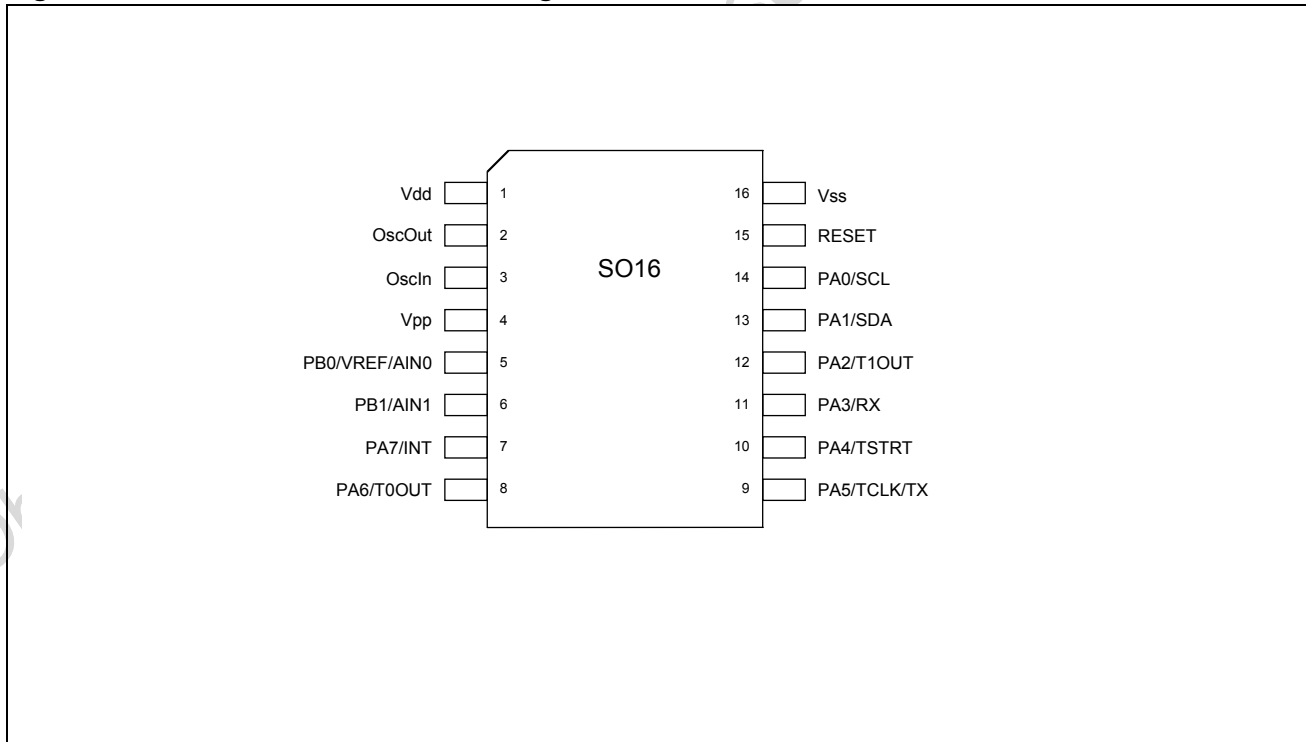 Vdd 1 16 Vss
OscOut 2 15 RESET
SO16
OscIn 3 14 PA0/SCL
Vpp 4 13 PA1/SDA
PB0/VREF/AIN0 5 12 PA2/T1OUT
PB1/AIN1 6 11 PA3/RX
PA7/INT 7 10 PA4/TSTRT
PA6/T0OUT 8 9 PA5/TCLK/TX